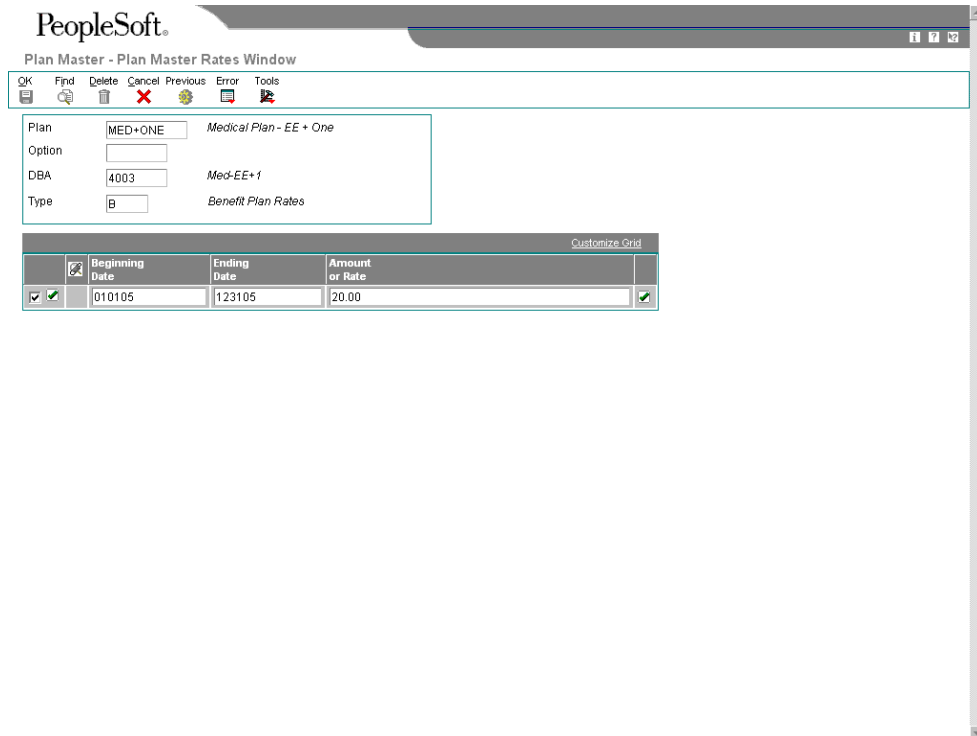 PeopleSoft®
Plan Master - Plan Master Rates Window
OK Find Delete Cancel Previous Error Tools
Plan MED+ONE Medical Plan - EE + One
Option
DBA 4003 Med-EE+1
Type B Benefit Plan Rates
Customize Grid
Beginning Date Ending Date Amount or Rate
010105 123105 20.00